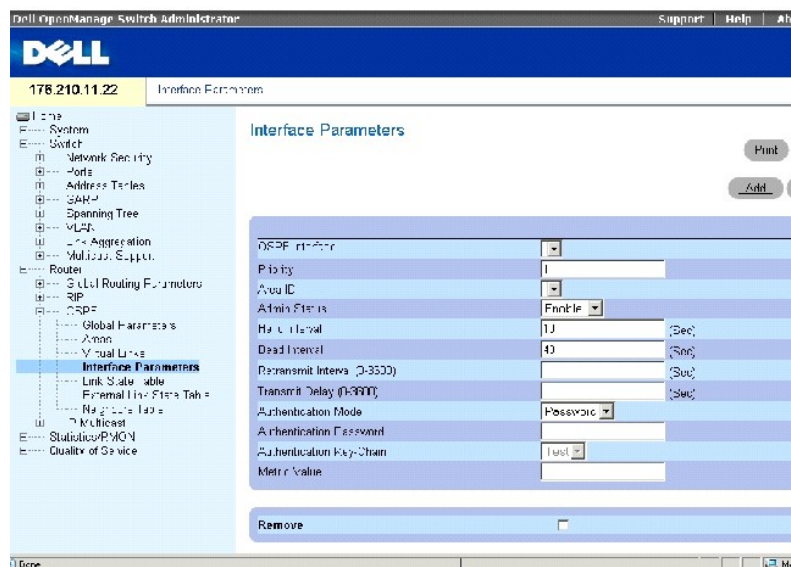 Dell OpenManage Switch Administrator
Support | Help | Ab
DELL
176.210.11.22
Interface Parameters
Home
System
Switch
Network Security
Ports
Address Tables
GARP
Spanning Tree
VLAN
Link Aggregation
Multicast Support
Router
Global Routing Parameters
RIP
OSPF
Global Parameters
Areas
Virtual Links
Interface Parameters
Link State Table
External Link State Table
Neighbors Table
IP Multicast
Statistics/RMON
Quality of Service
Interface Parameters
Print
Add
OSPF Interface
Priority
1
Area ID
Admin Status
Enable
Hello Interval
10
(Sec)
Dead Interval
40
(Sec)
Retransmit Interval (0-3600)
(Sec)
Transmit Delay (0-3600)
(Sec)
Authentication Mode
Password
Authentication Password
Authentication Key-Chain
Test
Metric Value
Remove
Done